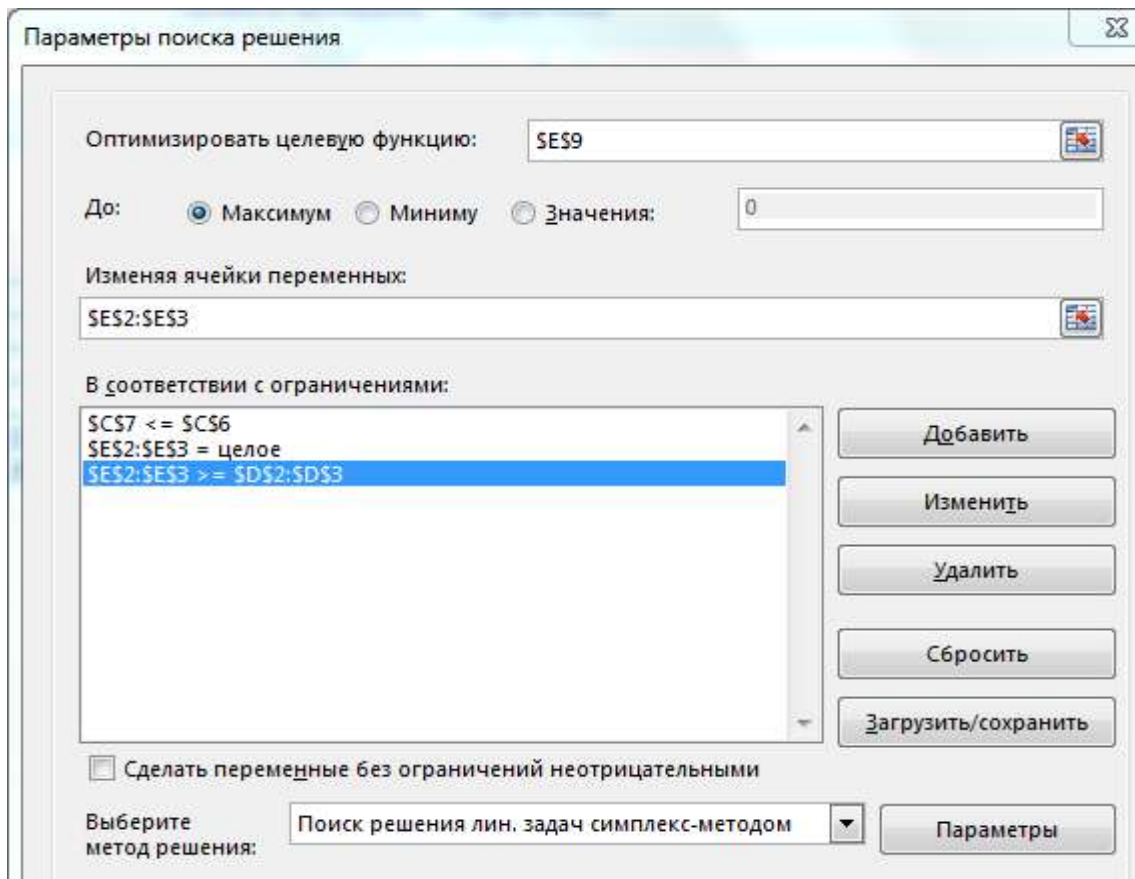 Параметры поиска решения
Оптимизировать целевую функцию: $E$9
До: Максимум Миниму Значения: 0
Изменяя ячейки переменных:
$E$2:$E$3
В соответствии с ограничениями:
$C$7 <= $C$6
$E$2:$E$3 = целое
$E$2:$E$3 >= $D$2:$D$3
Добавить
Изменить
Удалить
Сбросить
Загрузить/сохранить
Сделать переменные без ограничений неотрицательными
Выберите
метод решения:
Поиск решения лин. задач симплекс-методом
Параметры